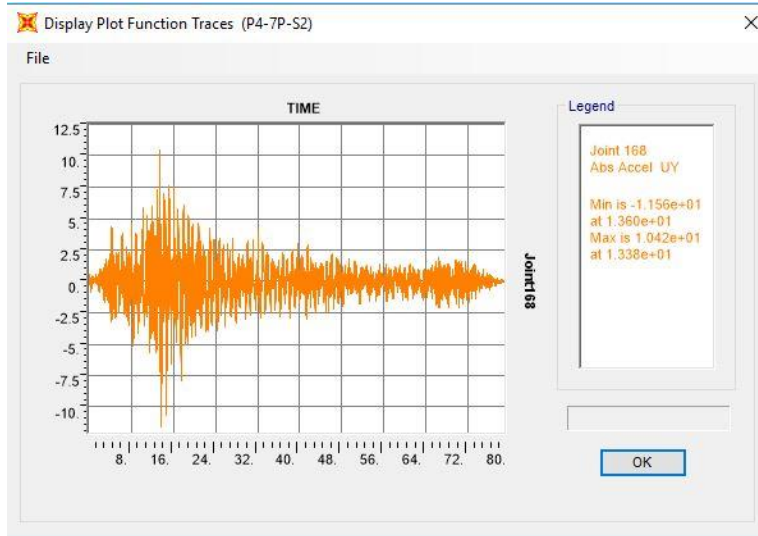 Display Plot Function Traces (P4-7P-S2)
File
TIME
12.5
10.
7.5
5.
2.5
0.
-2.5
-5.
-7.5
-10.
8. 16. 24. 32. 40. 48. 56. 64. 72. 80.
Joint168
Legend
Joint 168
Abs Accel UY
Min is -1.156e+01
at 1.360e+01
Max is 1.042e+01
at 1.338e+01
OK